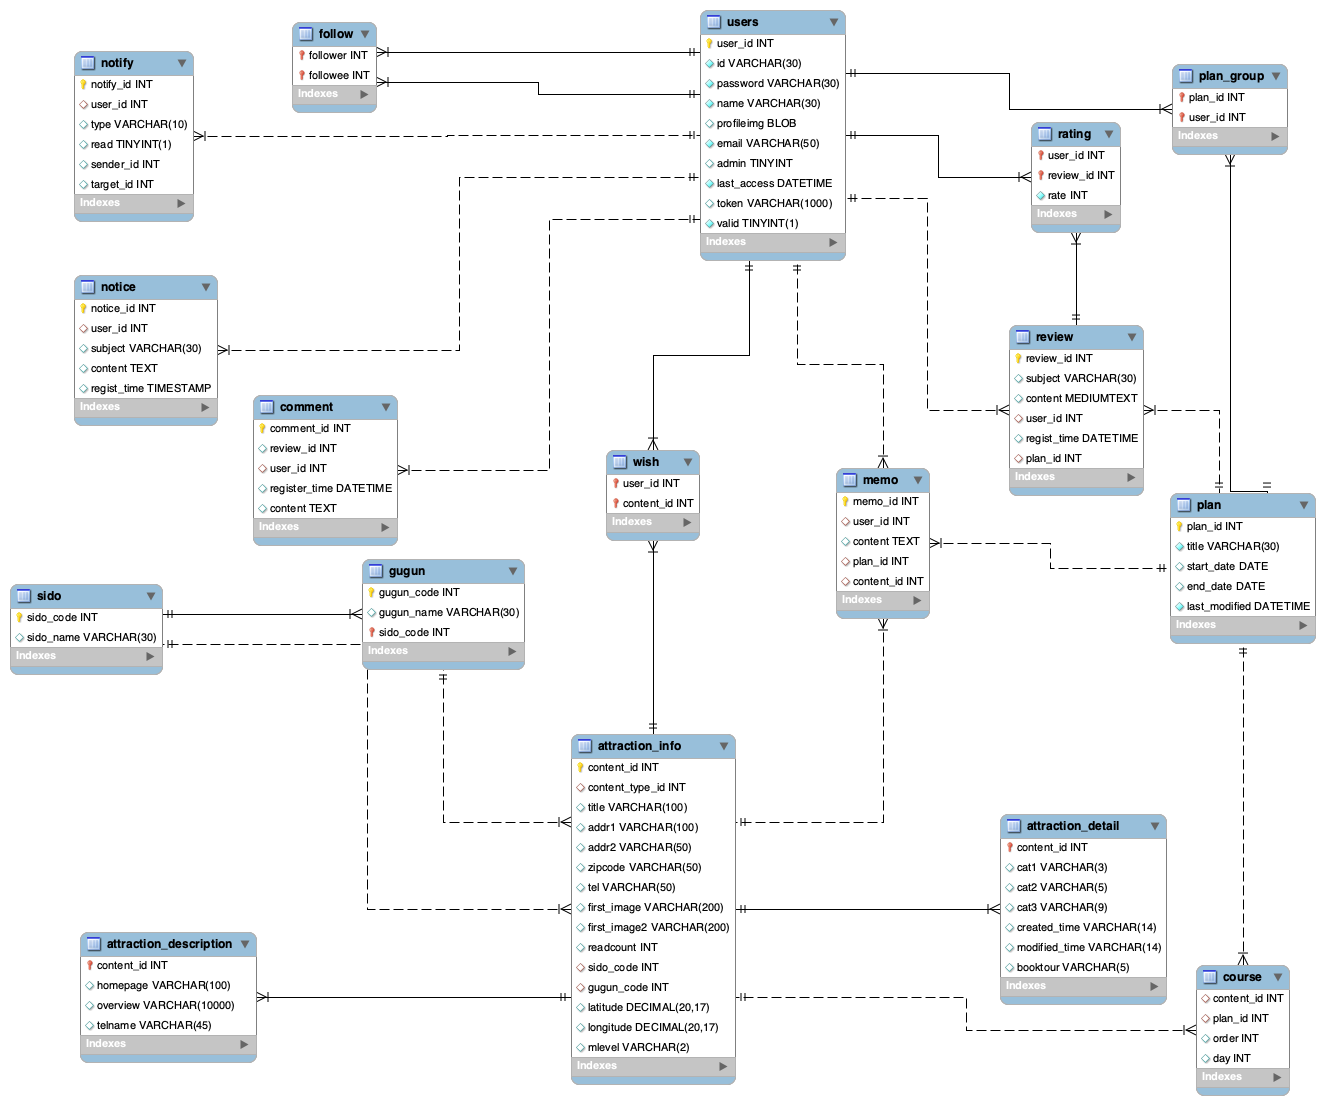 users
user_id INT
id VARCHAR(30)
password VARCHAR(30)
name VARCHAR(30)
profileimg BLOB
email VARCHAR(50)
admin TINYINT
last_access DATETIME
token VARCHAR(1000)
valid TINYINT(1)
Indexes
follow
follower INT
followee INT
Indexes
notify
notify_id INT
user_id INT
type VARCHAR(10)
read TINYINT(1)
sender_id INT
target_id INT
Indexes
plan_group
plan_id INT
user_id INT
Indexes
rating
user_id INT
review_id INT
rate INT
Indexes
notice
notice_id INT
user_id INT
subject VARCHAR(30)
content TEXT
regist_time TIMESTAMP
Indexes
review
review_id INT
subject VARCHAR(30)
content MEDIUMTEXT
user_id INT
regist_time DATETIME
plan_id INT
Indexes
comment
comment_id INT
review_id INT
user_id INT
register_time DATETIME
content TEXT
Indexes
wish
user_id INT
content_id INT
Indexes
memo
memo_id INT
user_id INT
content TEXT
plan_id INT
content_id INT
Indexes
plan
plan_id INT
title VARCHAR(30)
start_date DATE
end_date DATE
last_modified DATETIME
Indexes
gugun
gugun_code INT
gugun_name VARCHAR(30)
sido_code INT
Indexes
sido
sido_code INT
sido_name VARCHAR(30)
Indexes
attraction_info
content_id INT
content_type_id INT
title VARCHAR(100)
addr1 VARCHAR(100)
addr2 VARCHAR(50)
zipcode VARCHAR(50)
tel VARCHAR(50)
first_image VARCHAR(200)
first_image2 VARCHAR(200)
readcount INT
sido_code INT
gugun_code INT
latitude DECIMAL(20,17)
longitude DECIMAL(20,17)
mlevel VARCHAR(2)
Indexes
attraction_detail
content_id INT
cat1 VARCHAR(3)
cat2 VARCHAR(5)
cat3 VARCHAR(9)
created_time VARCHAR(14)
modified_time VARCHAR(14)
booktour VARCHAR(5)
Indexes
attraction_description
content_id INT
homepage VARCHAR(100)
overview VARCHAR(10000)
telname VARCHAR(45)
Indexes
course
content_id INT
plan_id INT
order INT
day INT
Indexes